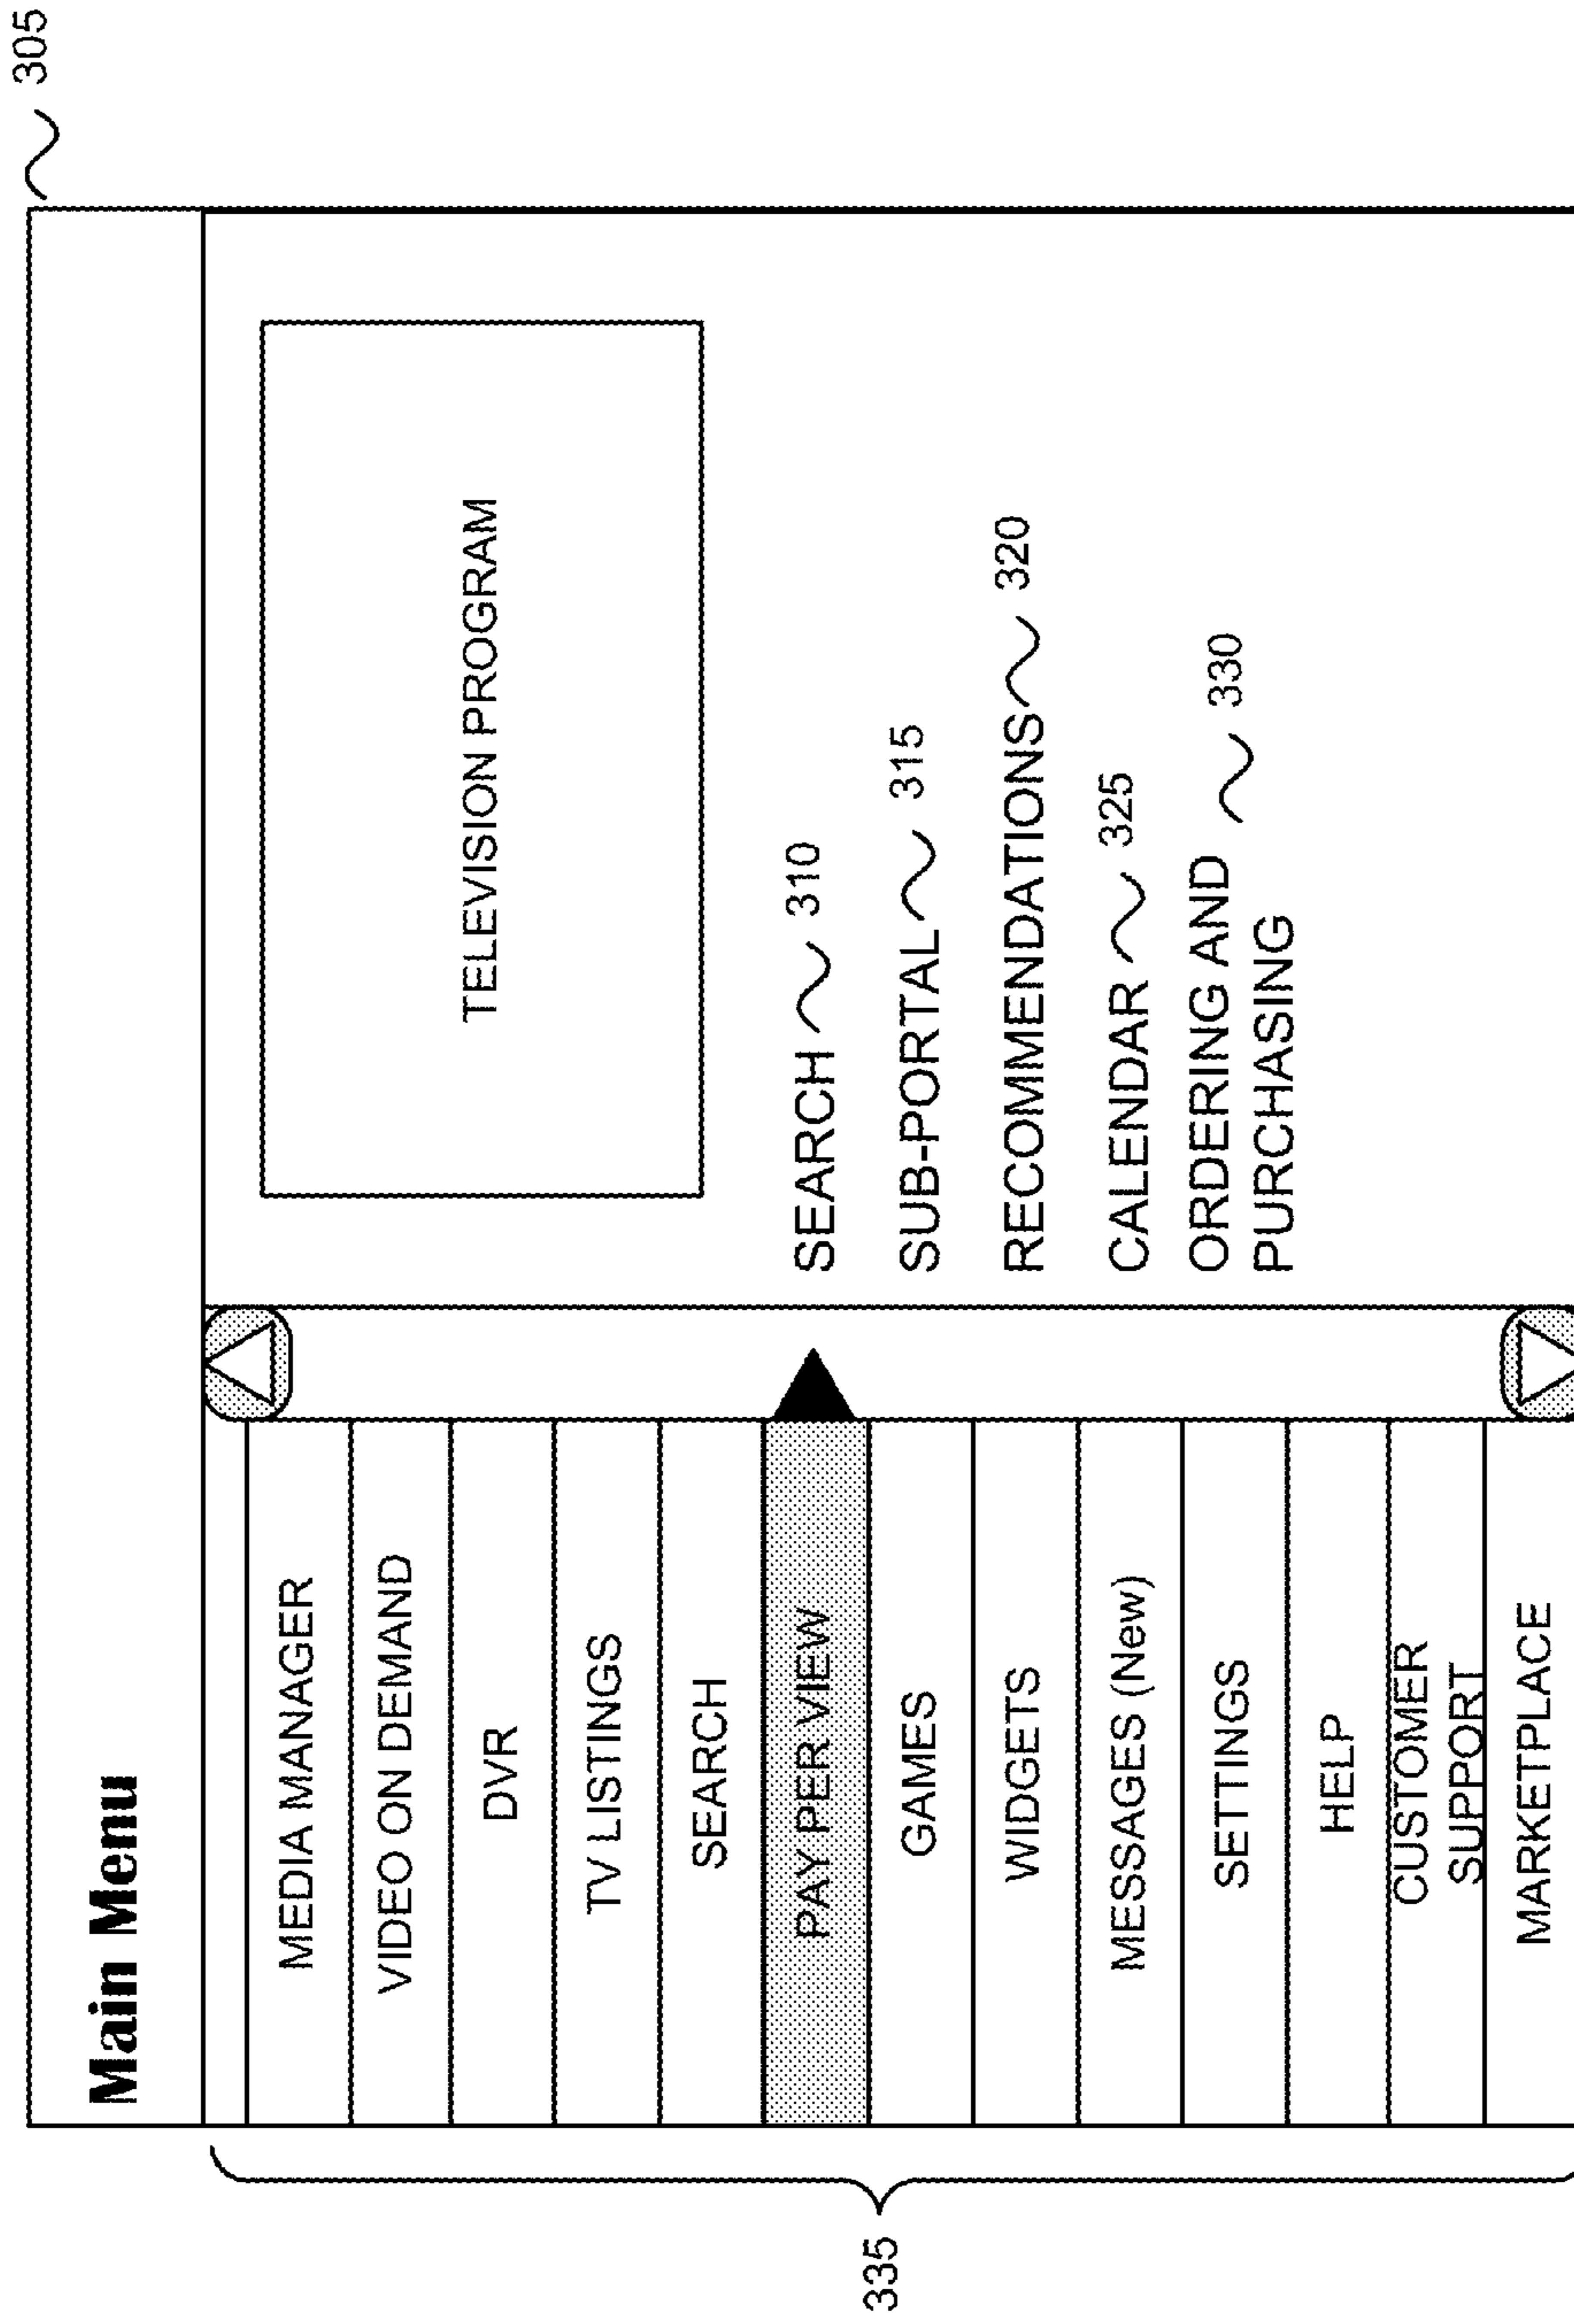 305
Main Menu
MEDIA MANAGER
VIDEO ON DEMAND
DVR
TV LISTINGS
SEARCH
PAY PER VIEW
GAMES
WIDGETS
MESSAGES (New)
SETTINGS
HELP
CUSTOMER
SUPPORT
MARKETPLACE
335
TELEVISION PROGRAM
SEARCH 310
SUB-PORTAL 315
RECOMMENDATIONS 320
CALENDAR 325
ORDERING AND 330
PURCHASING